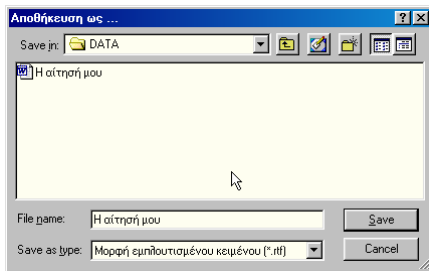 Αποθήκευση ως ...
Save in: DATA
Η αίτησή μου
File name: Η αίτησή μου Save
Save as type: Μορφή εμπλουτισμένου κειμένου (*.rtf) Cancel